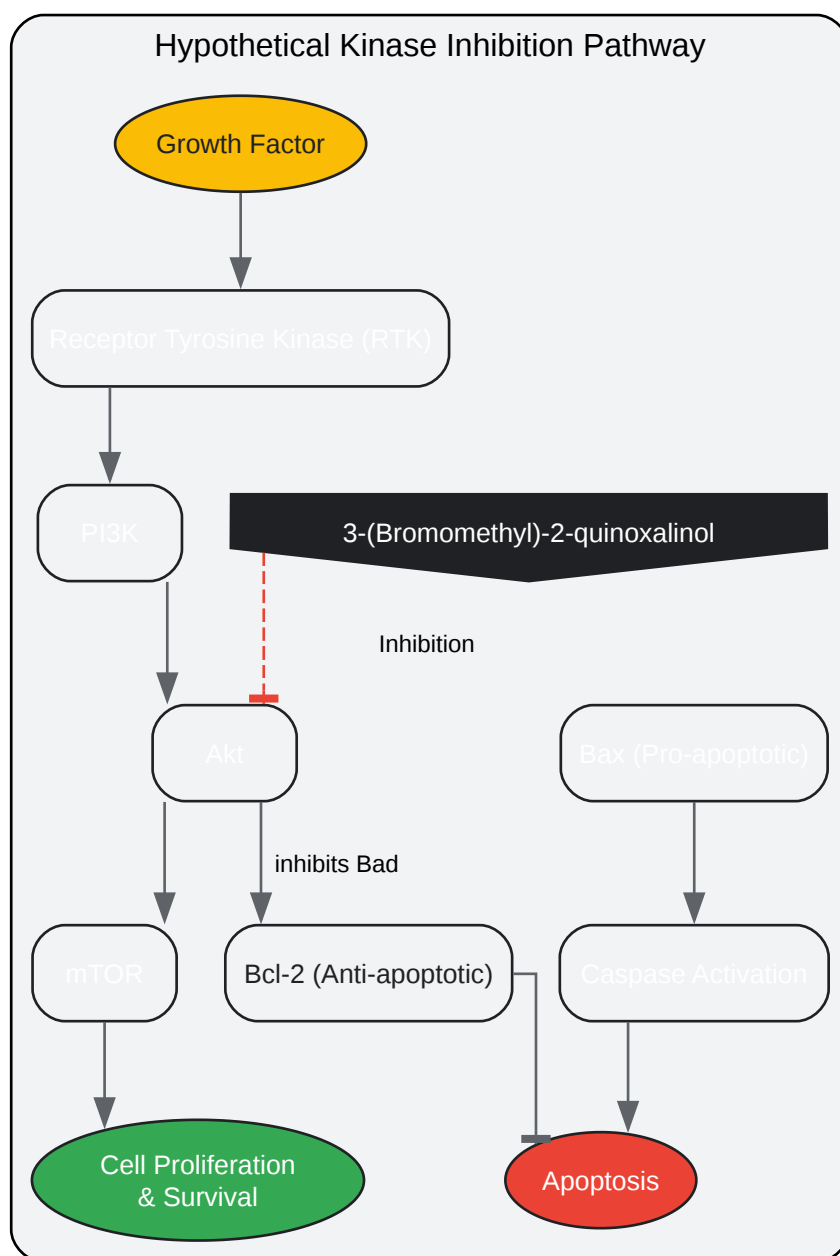 Hypothetical Kinase Inhibition Pathway
Growth Factor
Receptor Tyrosine Kinase (RTK)
PI3K
3-(Bromomethyl)-2-quinoxalinol
Inhibition
Akt
Bax (Pro-apoptotic)
inhibits Bad
mTOR
Bcl-2 (Anti-apoptotic)
Caspase Activation
Cell Proliferation
& Survival
Apoptosis